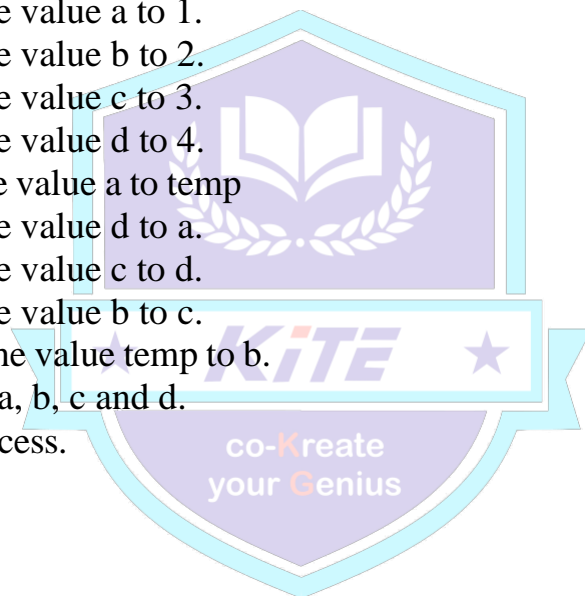 e value a to 1.
e value b to 2.
e value c to 3.
e value d to 4.
e value a to temp
e value d to a.
e value c to d.
e value b to c.
he value temp to b.
a, b, c and d.
cess.
KiTE
co-Kreate
your Genius